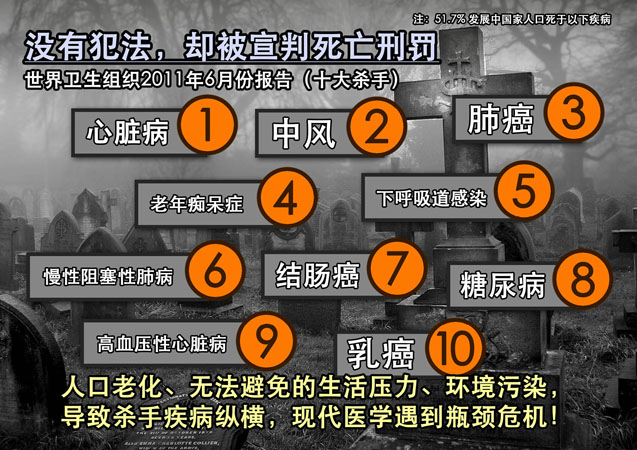 注：51.7% 发展中国家人口死于以下疾病
没有犯法，却被宣判死亡刑罚
世界卫生组织2011年6月份报告（十大杀手）
心脏病 1
中风 2
肺癌 3
老年痴呆症 4
下呼吸道感染 5
慢性阻塞性肺病 6
结肠癌 7
糖尿病 8
高血压性心脏病 9
乳癌 10
人口老化、无法避免的生活压力、环境污染，
导致杀手疾病纵横，现代医学遇到瓶颈危机！